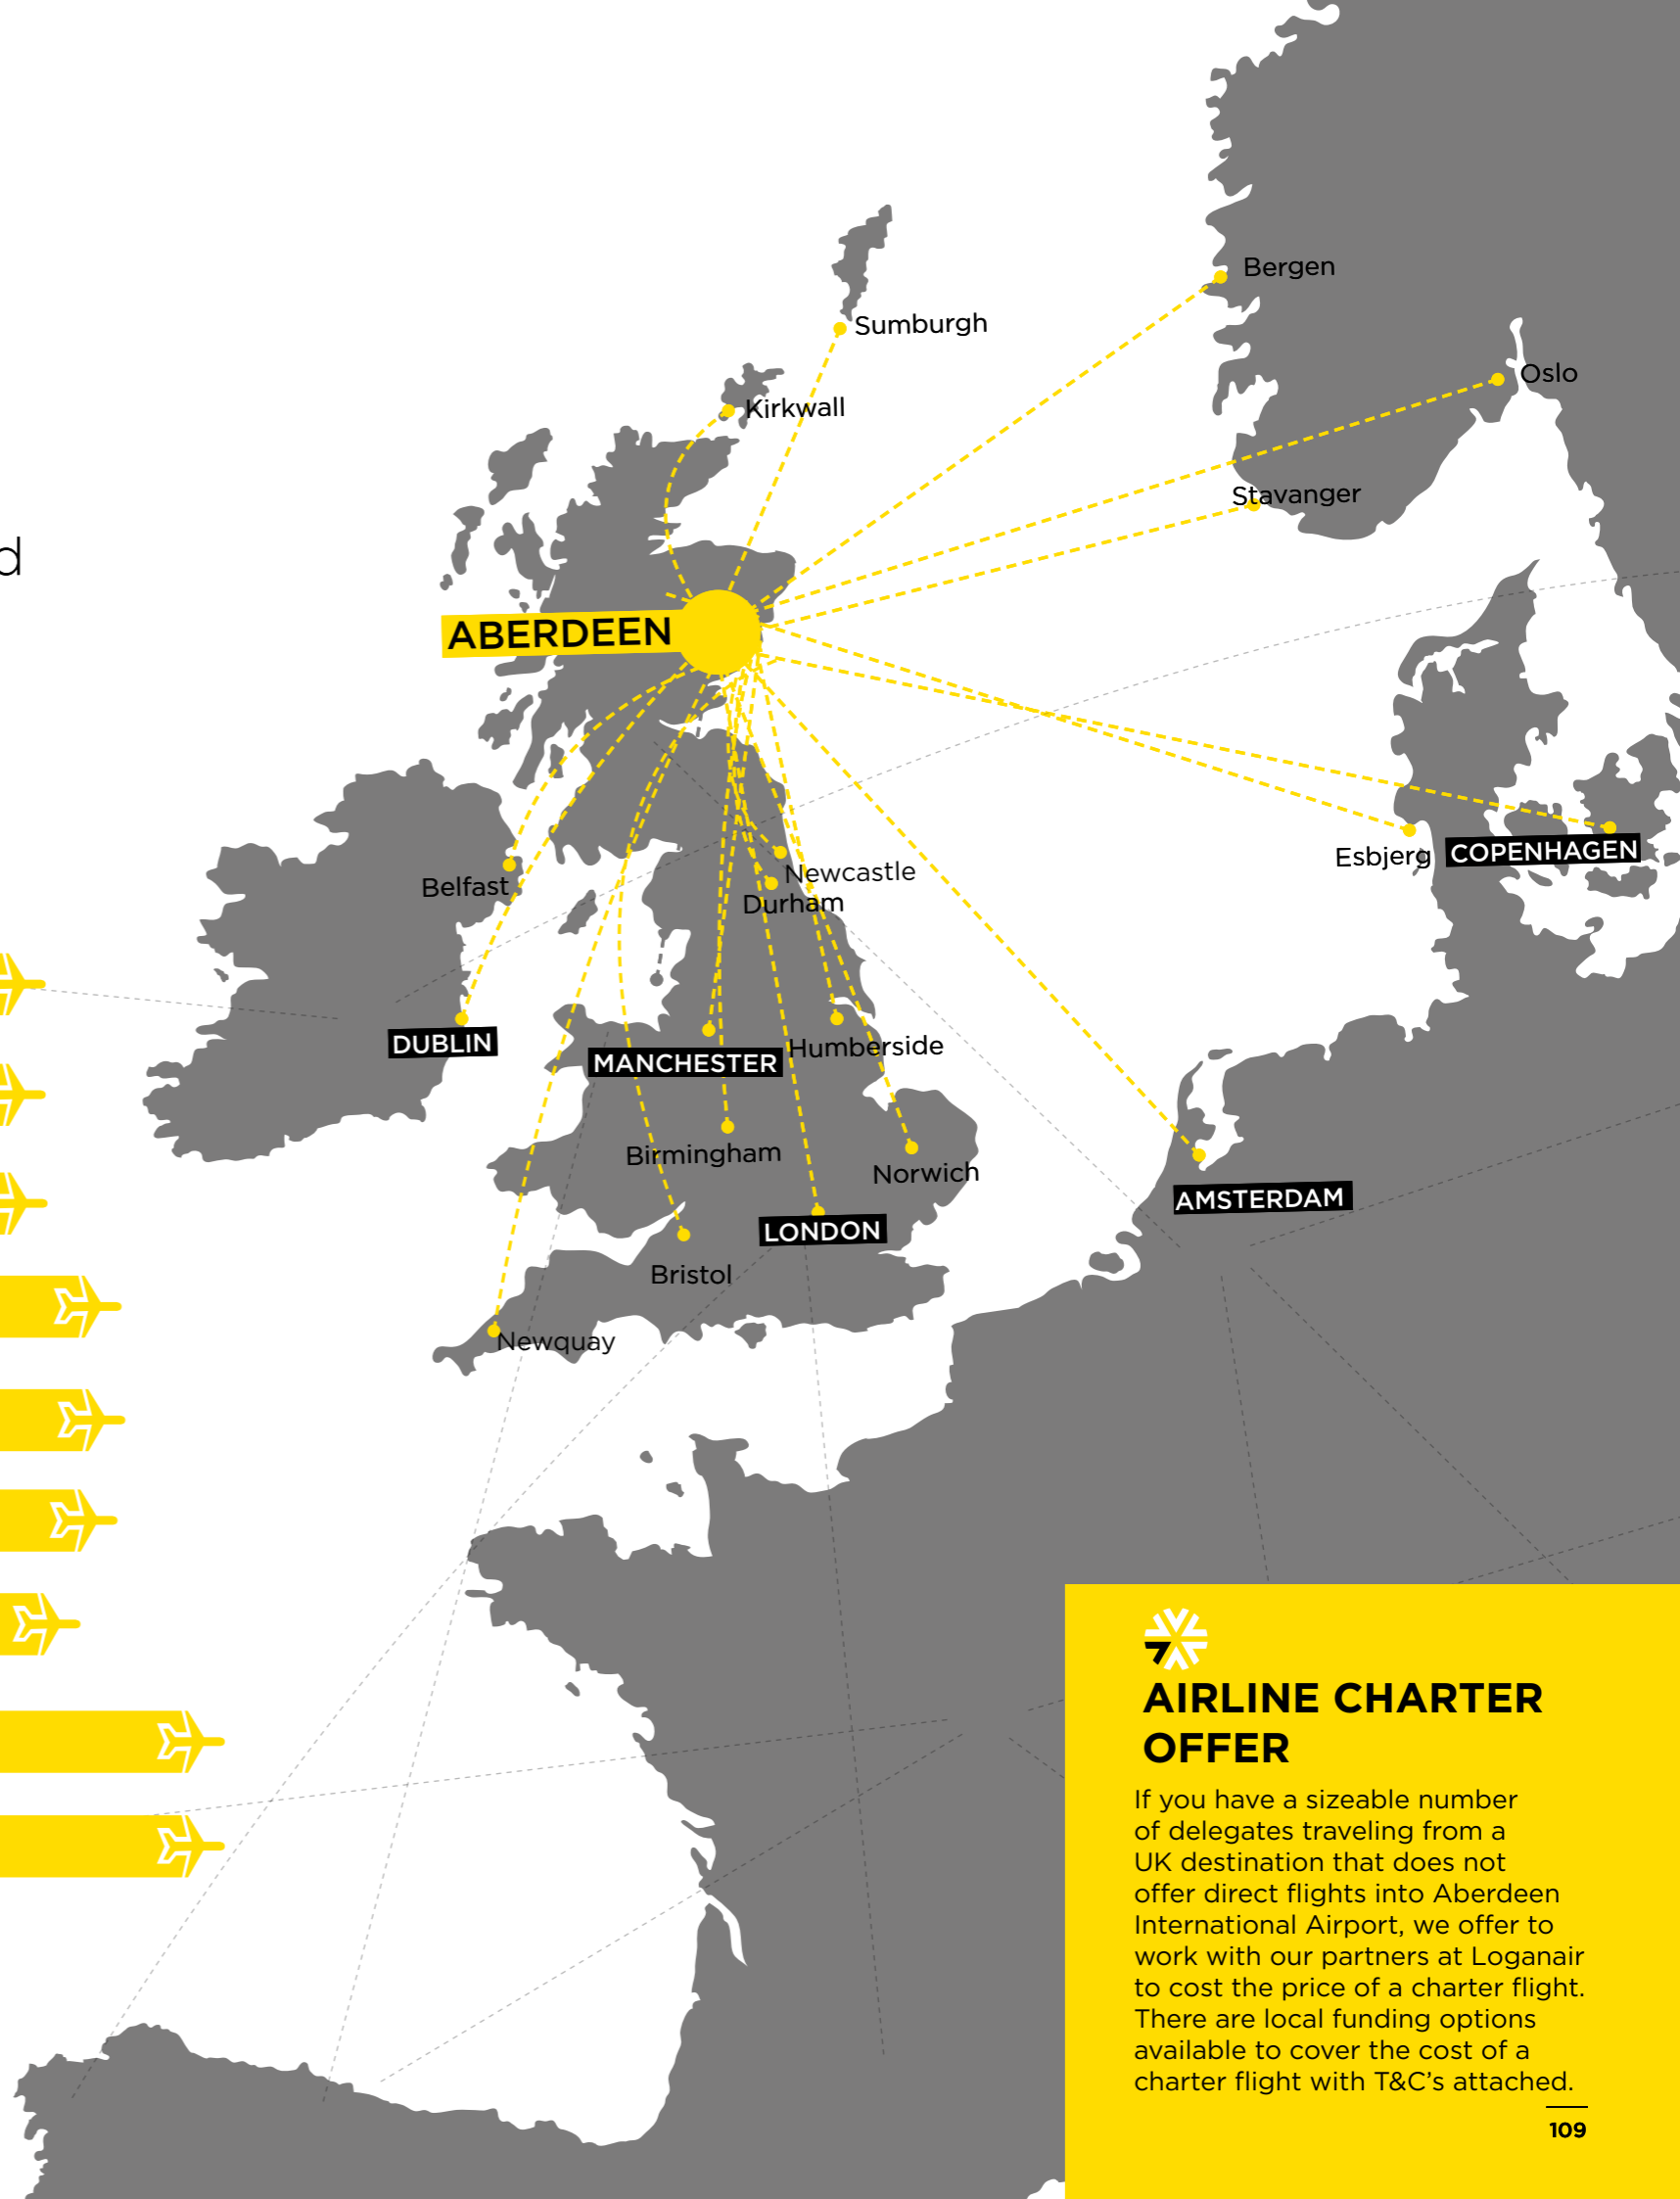 Bergen
Sumburgh
Oslo
Kirkwall
Stavanger
d
ABERDEEN
Esbjerg
COPENHAGEN
Newcastle
Belfast
Durham
DUBLIN
MANCHESTER
Humberside
Birmingham
Norwich
AMSTERDAM
LONDON
Bristol
Newquay
AIRLINE CHARTER
OFFER
If you have a sizeable number
of delegates traveling from a
UK destination that does not
offer direct flights into Aberdeen
International Airport, we offer to
work with our partners at Loganair
to cost the price of a charter flight.
There are local funding options
available to cover the cost of a
charter flight with T&C’s attached.
109